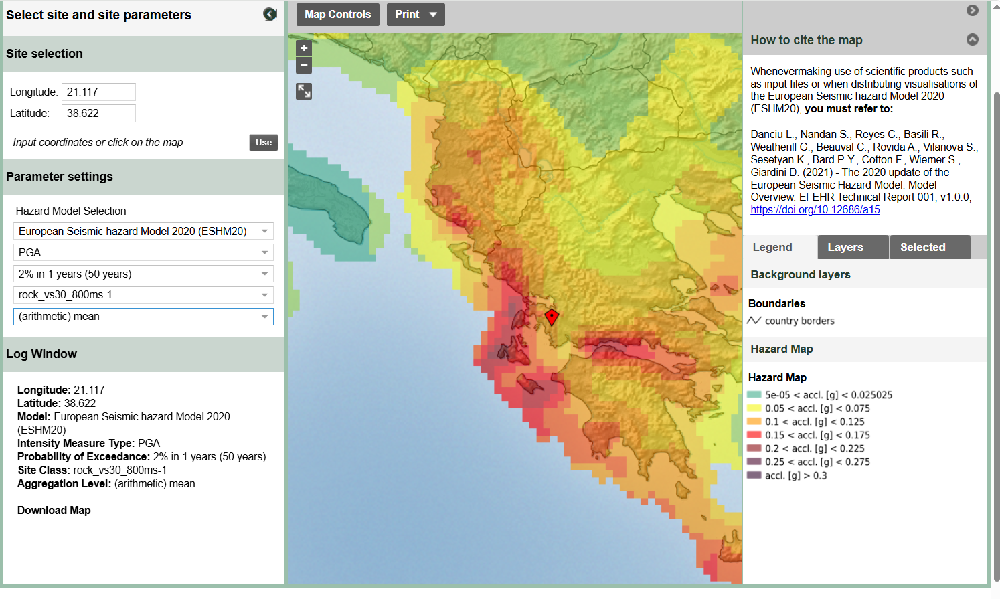 Select site and site parameters
Site selection
Longitude: 21.117
Latitude: 38.622
Input coordinates or click on the map
Use
Parameter settings
Hazard Model Selection
European Seismic hazard Model 2020 (ESHM20)
PGA
2% in 1 years (50 years)
rock_vs30_800ms-1
(arithmetic) mean
Log Window
Longitude: 21.117
Latitude: 38.622
Model: European Seismic hazard Model 2020
(ESHM20)
Intensity Measure Type: PGA
Probability of Exceedance: 2% in 1 years (50 years)
Site Class: rock_vs30_800ms-1
Aggregation Level: (arithmetic) mean
Download Map
Map Controls
Print
+
−
How to cite the map
Whenevermaking use of scientific products such
as input files or when distributing visualisations of
the European Seismic hazard Model 2020
(ESHM20), you must refer to:
Danciu L., Nandan S., Reyes C., Basili R.,
Weatherill G., Beauval C., Rovida A., Vilanova S.,
Sesetyan K., Bard P-Y., Cotton F., Wiemer S.,
Giardini D. (2021) - The 2020 update of the
European Seismic Hazard Model: Model
Overview. EFEHR Technical Report 001, v1.0.0,
https://doi.org/10.12686/a15
Legend
Layers
Selected
Background layers
Boundaries
country borders
Hazard Map
Hazard Map
5e-05 < accl. [g] < 0.025025
0.05 < accl. [g] < 0.075
0.1 < accl. [g] < 0.125
0.15 < accl. [g] < 0.175
0.2 < accl. [g] < 0.225
0.25 < accl. [g] < 0.275
accl. [g] > 0.3